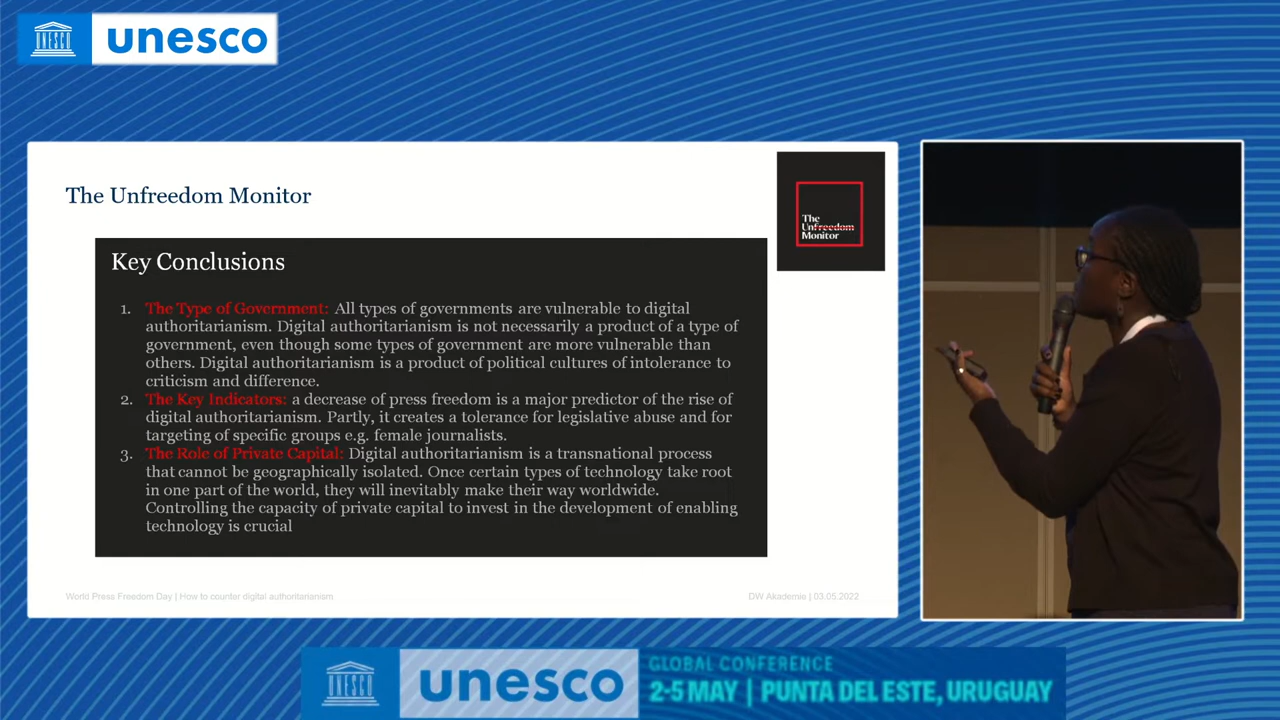 unesco
UNESCO
The Unfreedom Monitor
The
Unfreedom
Monitor
Key Conclusions
1. The Type of Government: All types of governments are vulnerable to digital
authoritarianism. Digital authoritarianism is not necessarily a product of a type of
government, even though some types of government are more vulnerable than
others. Digital authoritarianism is a product of political cultures of intolerance to
criticism and difference.
2. The Key Indicators: a decrease of press freedom is a major predictor of the rise of
digital authoritarianism. Partly, it creates a tolerance for legislative abuse and for
targeting of specific groups e.g. female journalists.
3. The Role of Private Capital: Digital authoritarianism is a transnational process
that cannot be geographically isolated. Once certain types of technology take root
in one part of the world, they will inevitably make their way worldwide.
Controlling the capacity of private capital to invest in the development of enabling
technology is crucial
World Press Freedom Day | How to counter digital authoritarianism
DW Akademie | 03.05.2022
UNESCO
unesco
GLOBAL CONFERENCE
2-5 MAY | PUNTA DEL ESTE, URUGUAY